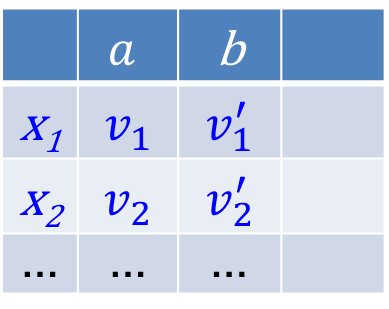 a b
x₁ v₁ v′₁
x₂ v₂ v′₂
... ... ...